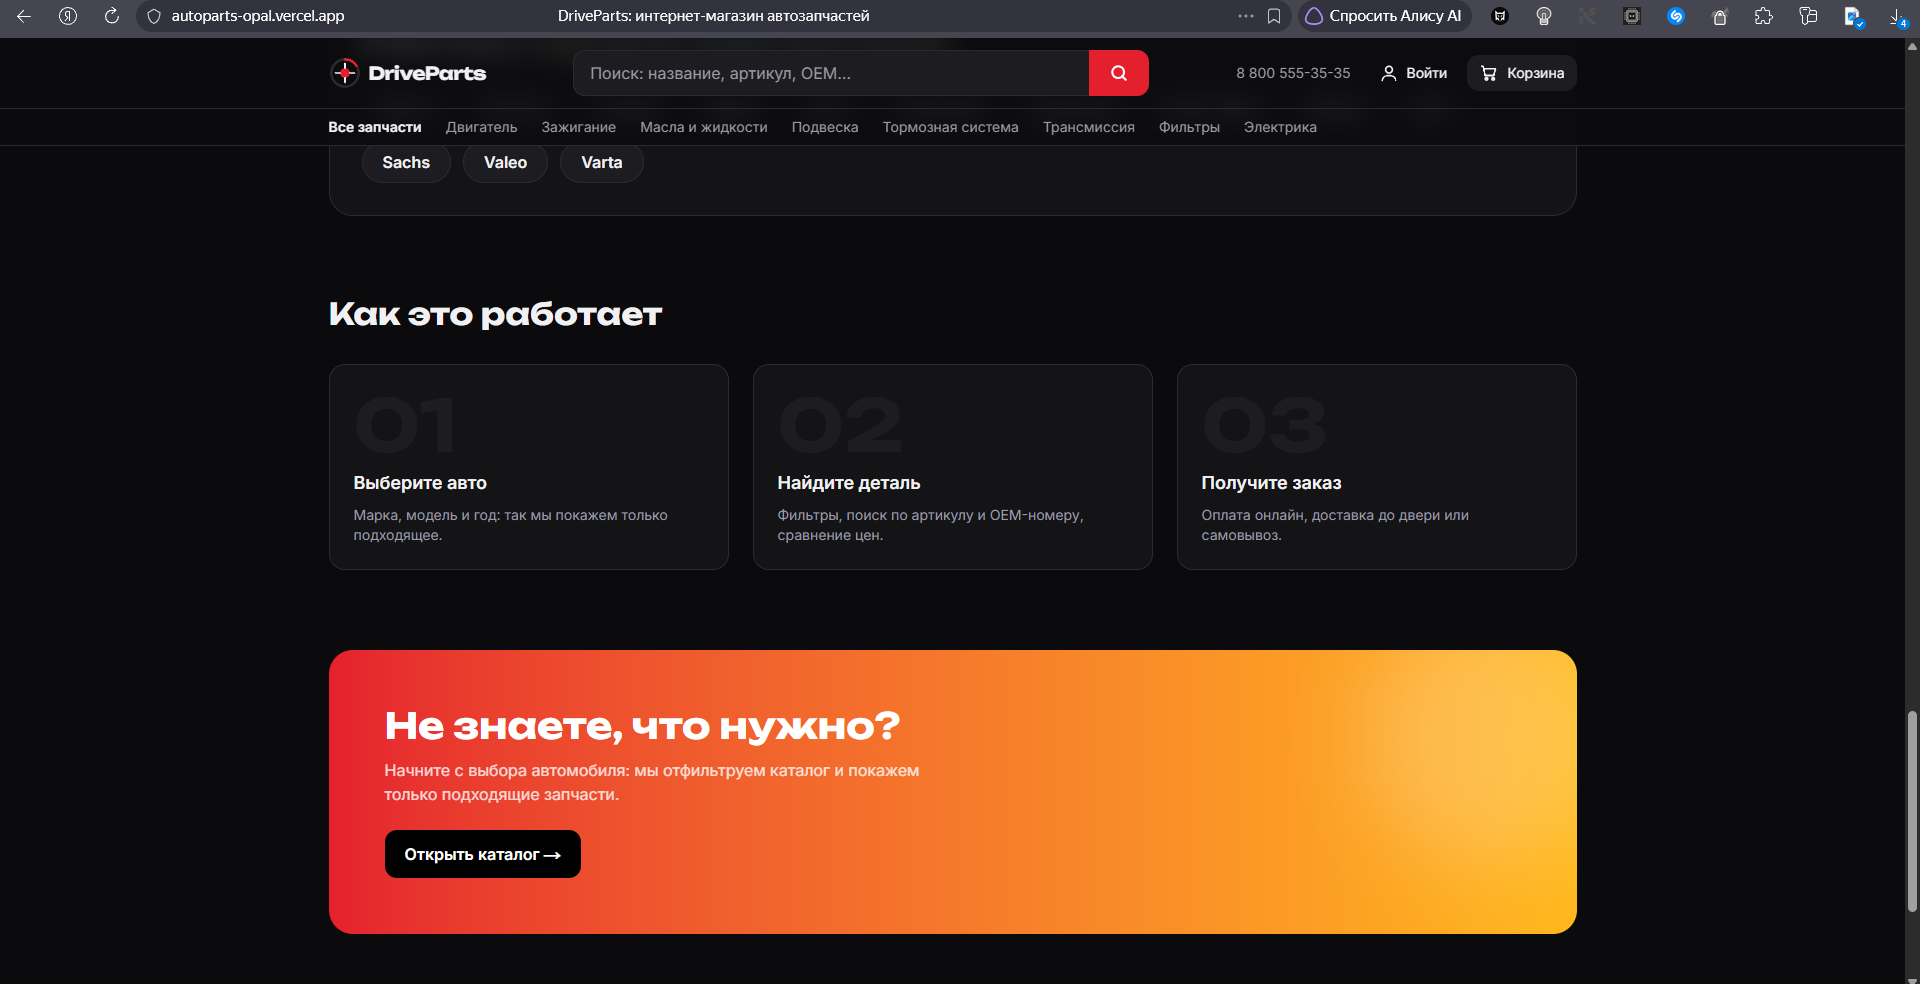 autoparts-opal.vercel.app
DriveParts: интернет-магазин автозапчастей
Спросить Алису AI
4
DriveParts
Поиск: название, артикул, OEM...
8 800 555-35-35
Войти
Корзина
Все запчасти
Двигатель
Зажигание
Масла и жидкости
Подвеска
Тормозная система
Трансмиссия
Фильтры
Электрика
Sachs
Valeo
Varta
Как это работает
01
Выберите авто
Марка, модель и год: так мы покажем только
подходящее.
02
Найдите деталь
Фильтры, поиск по артикулу и OEM-номеру,
сравнение цен.
03
Получите заказ
Оплата онлайн, доставка до двери или
самовывоз.
Не знаете, что нужно?
Начните с выбора автомобиля: мы отфильтруем каталог и покажем
только подходящие запчасти.
Открыть каталог →